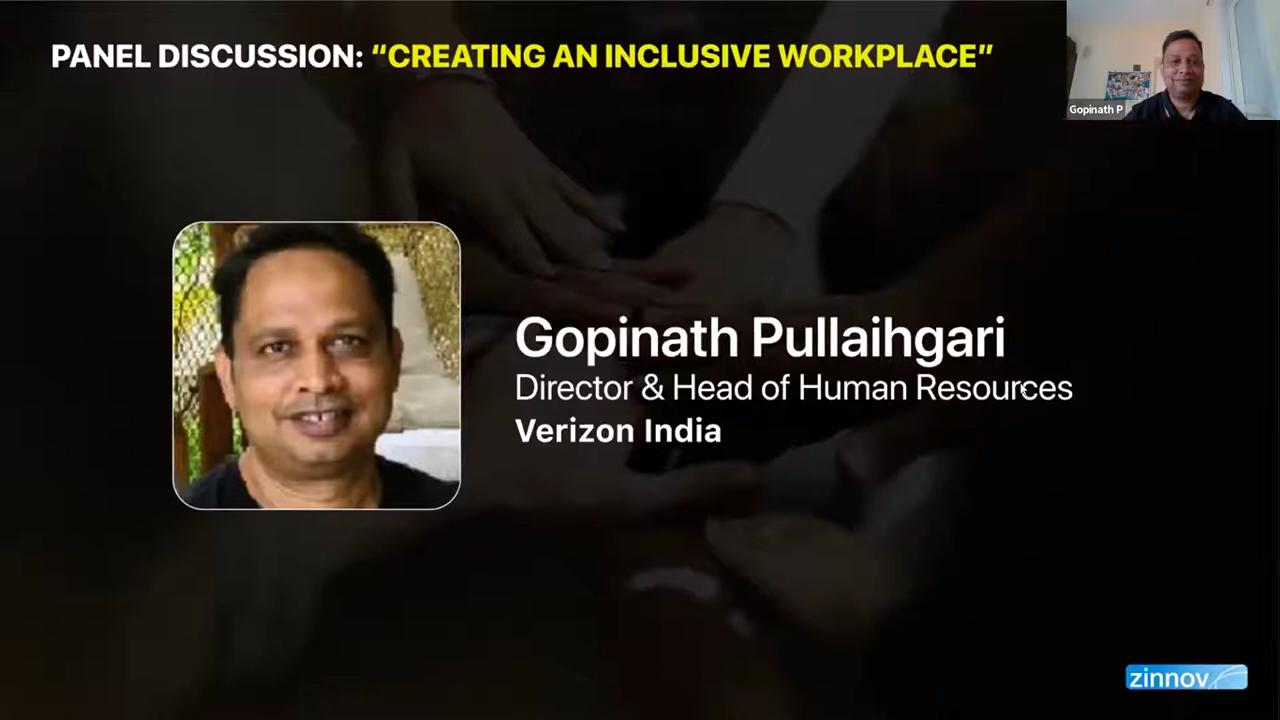 PANEL DISCUSSION: “CREATING AN INCLUSIVE WORKPLACE”
Gopinath P
Gopinath Pullaihgari
Director & Head of Human Resources
Verizon India
zinnov